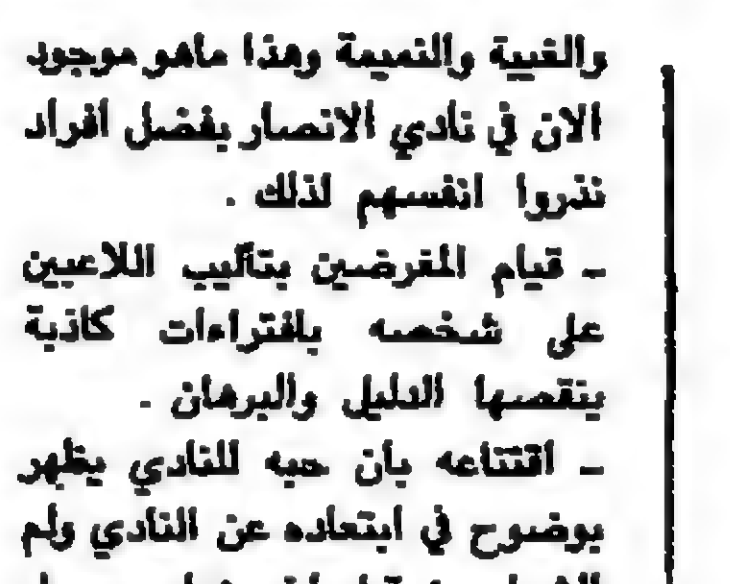 والغيبة والنميمة وهذا ماهو موجود
الان في نادي الانصار بفضل افراد
نذروا انفسهم لذلك .
ـ قيام المغرضين بتأليب اللاعبين
على شخصه بافتراءات كاذبة
ينقصها الدليل والبرهان .
ـ اقتناعه بان حبه للنادي يظهر
بوضوح في ابتعاده عن النادي ولم